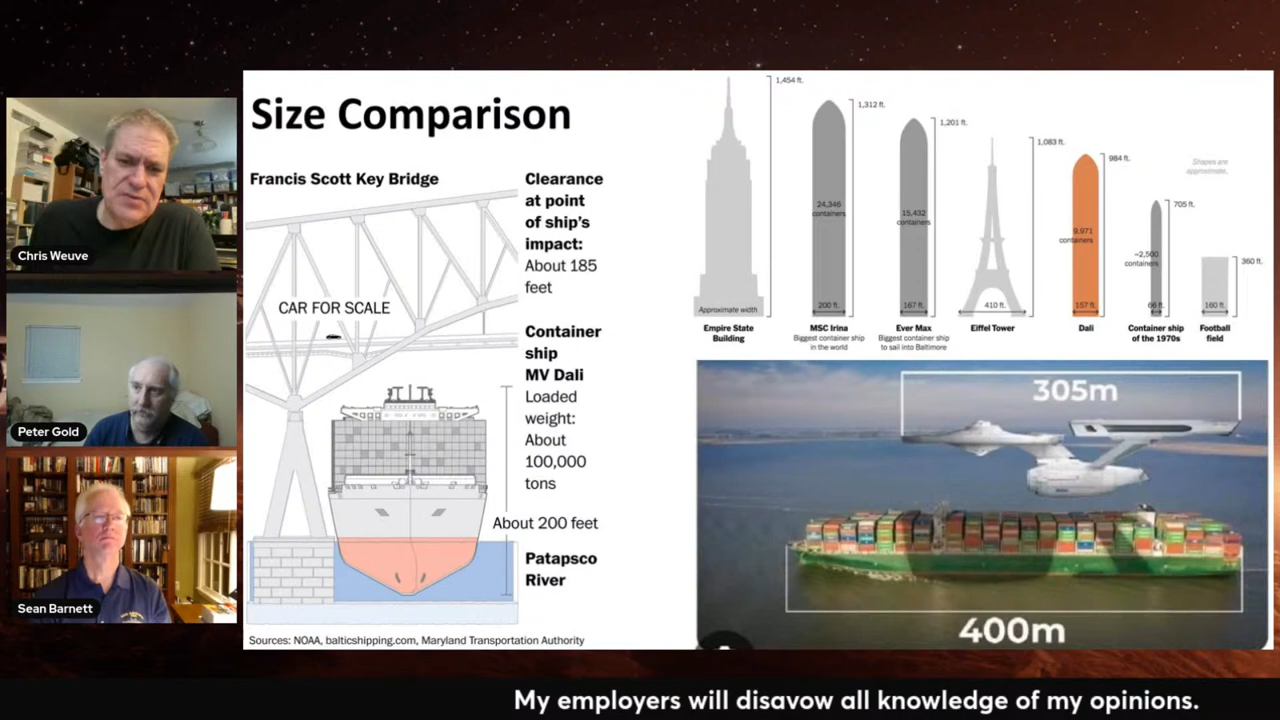 Size Comparison
Francis Scott Key Bridge
CAR FOR SCALE
Clearance
at point
of ship's
impact:
About 185
feet
Container
ship
MV Dali
Loaded
weight:
About
100,000
tons
About 200 feet
Patapsco
River
Sources: NOAA, balticshipping.com, Maryland Transportation Authority
1,454 ft.
1,312 ft.
1,201 ft.
1,083 ft.
984 ft.
705 ft.
360 ft.
Shapes are
approximate.
24,346
containers
15,432
containers
9,971
containers
~2,500
containers
Approximate width
200 ft.
167 ft.
410 ft.
157 ft.
66 ft.
160 ft.
Empire State
Building
MSC Irina
Biggest container ship
in the world
Ever Max
Biggest container ship
to sail into Baltimore
Eiffel Tower
Dali
Container ship
of the 1970s
Football
field
305m
400m
Chris Weuve
Peter Gold
Sean Barnett
My employers will disavow all knowledge of my opinions.